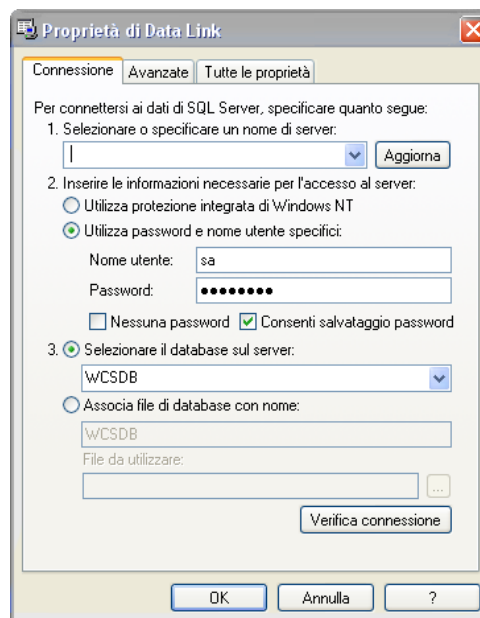 Proprietà di Data Link
Connessione Avanzate Tutte le proprietà
Per connettersi ai dati di SQL Server, specificare quanto segue:
1. Selezionare o specificare un nome di server:
Aggiorna
2. Inserire le informazioni necessarie per l'accesso al server:
Utilizza protezione integrata di Windows NT
Utilizza password e nome utente specifici:
Nome utente: sa
Password: ●●●●●●●●
Nessuna password Consenti salvataggio password
3. Selezionare il database sul server:
WCSDB
Associa file di database con nome:
WCSDB
File da utilizzare:
...
Verifica connessione
OK Annulla ?